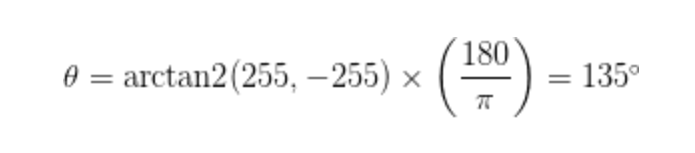 θ = arctan2(255, −255) × (180/π) = 135°